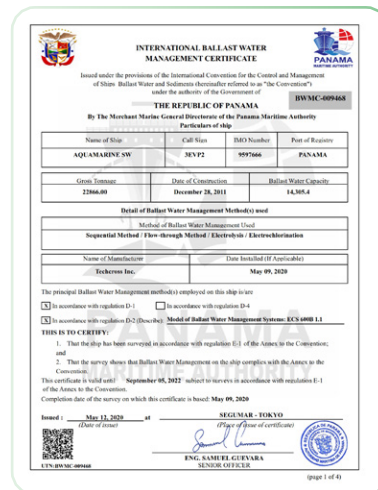 PANAMA
MARITIME AUTHORITY
INTERNATIONAL BALLAST WATER
MANAGEMENT CERTIFICATE
Issued under the provisions of the International Convention for the Control and Management
of Ships Ballast Water and Sediments (hereinafter referred to as "the Convention")
under the authority of the Government of
BWMC-009468
THE REPUBLIC OF PANAMA
By The Merchant Marine General Directorate of the Panama Maritime Authority
Particulars of ship
Name of Ship Call Sign IMO Number Port of Registry
AQUAMARINE SW 3EVP2 9597666 PANAMA
Gross Tonnage Date of Construction Ballast Water Capacity
22866.00 December 28, 2011 14,305.4
Detail of Ballast Water Management Method(s) used
Method of Ballast Water Management Used
Sequential Method / Flow-through Method / Electrolysis / Electrochlorination
Name of Manufacturer Date Installed (If Applicable)
Techcross Inc. May 09, 2020
The principal Ballast Water Management method(s) employed on this ship is/are
X In accordance with regulation D-1 In accordance with regulation D-4
X In accordance with regulation D-2 (Describe) Model of Ballast Water Management Systems: ECS 600B 1.1
THIS IS TO CERTIFY:
1. That the ship has been surveyed in accordance with regulation E-1 of the Annex to the Convention;
and
2. That the survey shows that Ballast Water Management on the ship complies with the Annex to the
Convention.
This certificate is valid until September 05, 2022 subject to surveys in accordance with regulation E-1
of the Annex of the Convention.
Completion date of the survey on which this certificate is based: May 09, 2020
Issued : May 12, 2020 at SEGUMAR - TOKYO
(Date of issue) (Place of issue of certificate)
ENG. SAMUEL GUEVARA
SENIOR OFFICER
UTN:BWMC-009468
(page 1 of 4)
PANAMA
MARITIME AUTHORITY